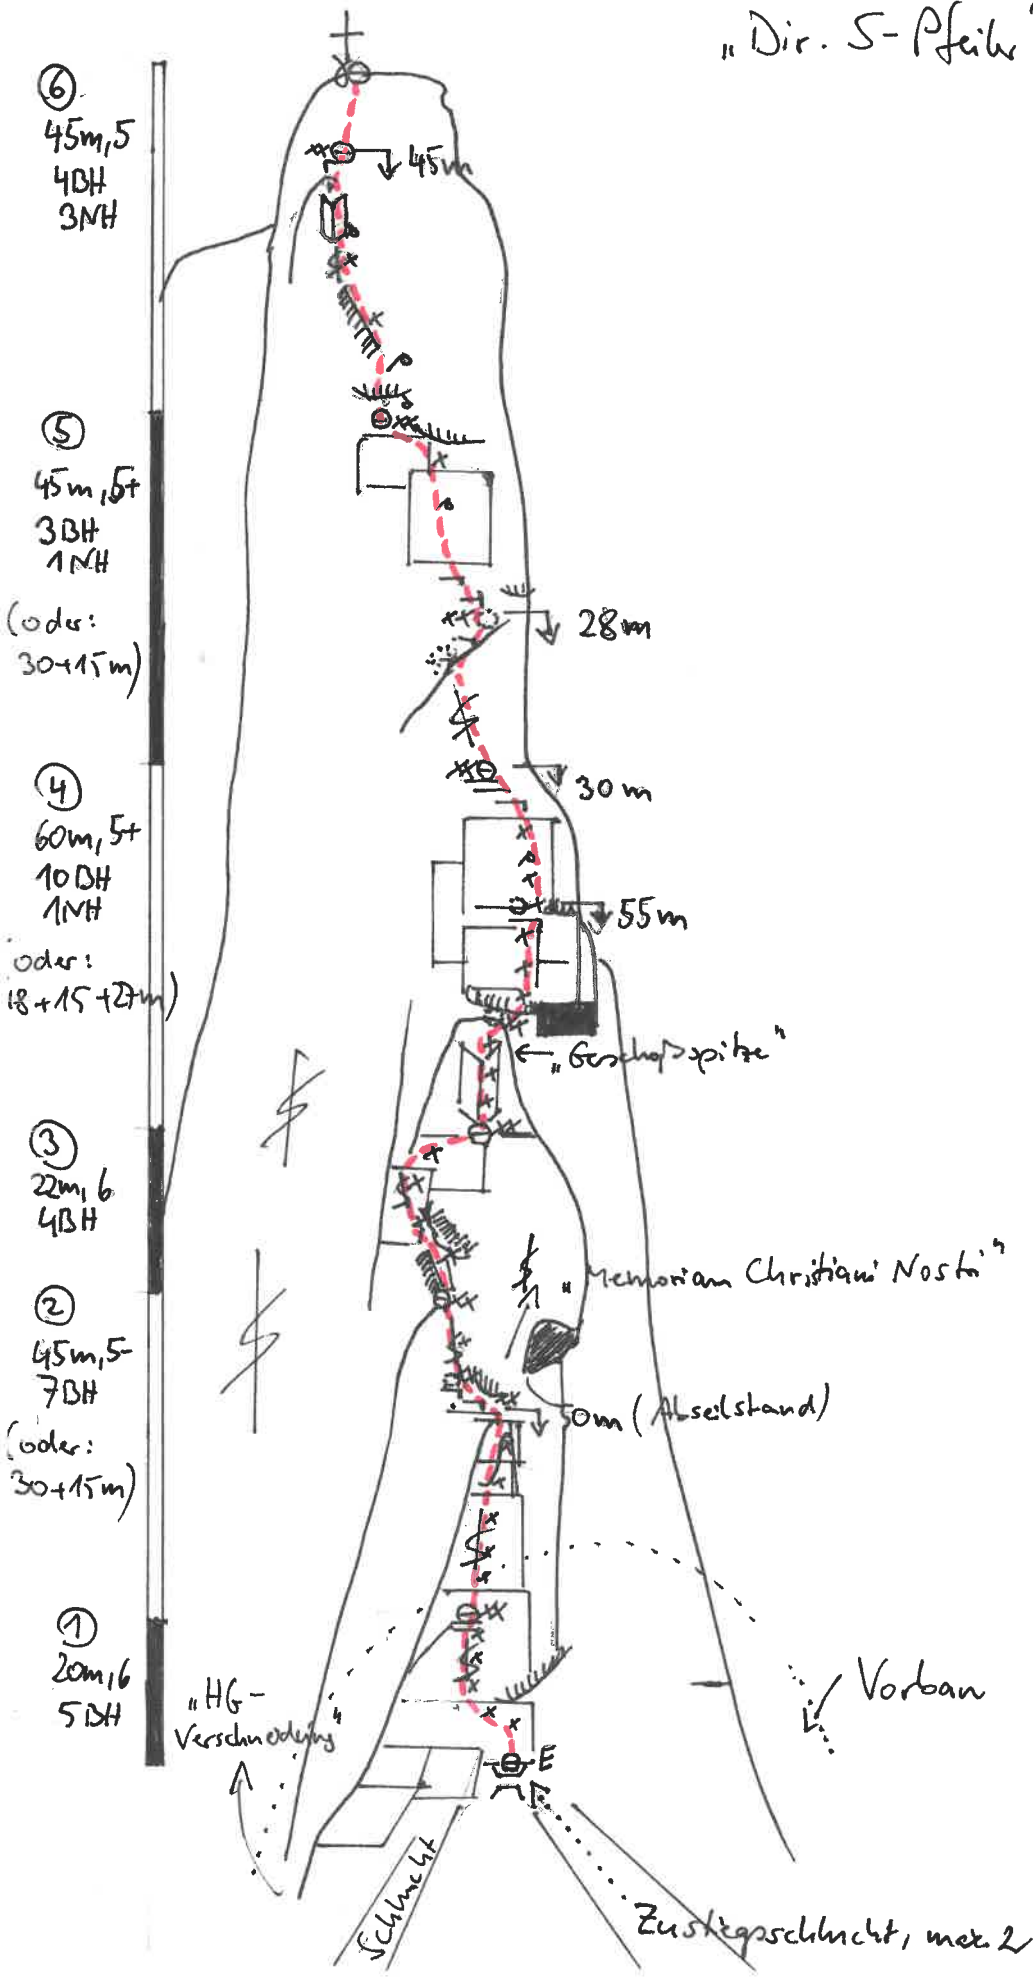 „Dir. S-Pfeiler"
⑥
45m, 5
4BH
3NH
45m
⑤
45m, 5+
3BH
1NH
(oder:
30+15m)
28m
④
60m, 5+
10BH
1NH
oder:
18+15+27m)
30m
55m
„Geschoßspitze"
③
22m, 6
4BH
„Memoriam Christiani Nostri"
②
45m, 5-
7BH
(oder:
30+15m)
0m (Abseilstand)
①
20m, 6
5BH
„HG-
Verschneidung"
Vorbau
E
Schlucht
Zustiegsschlucht, max. 2